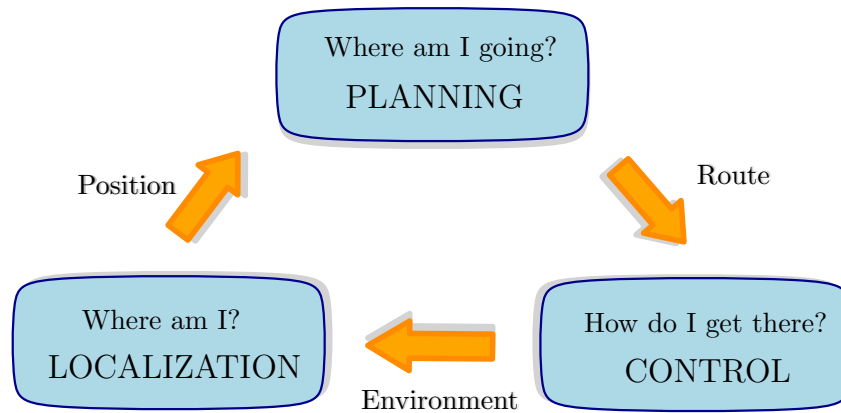 Where am I going?
PLANNING
Position
Route
Where am I?
LOCALIZATION
How do I get there?
CONTROL
Environment